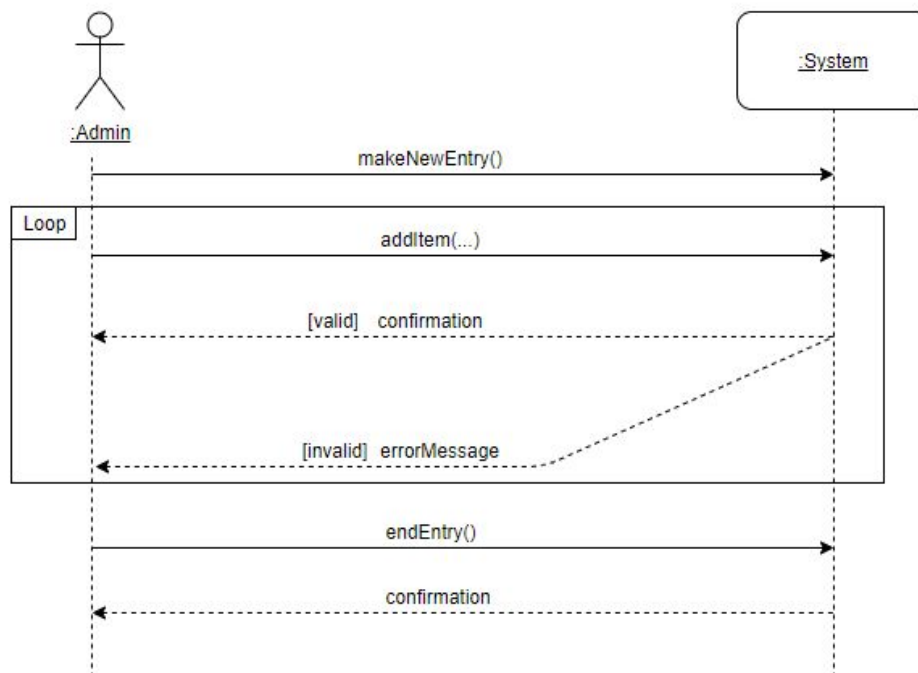 :System
:Admin
makeNewEntry()
Loop
addItem(...)
[valid] confirmation
[invalid] errorMessage
endEntry()
confirmation